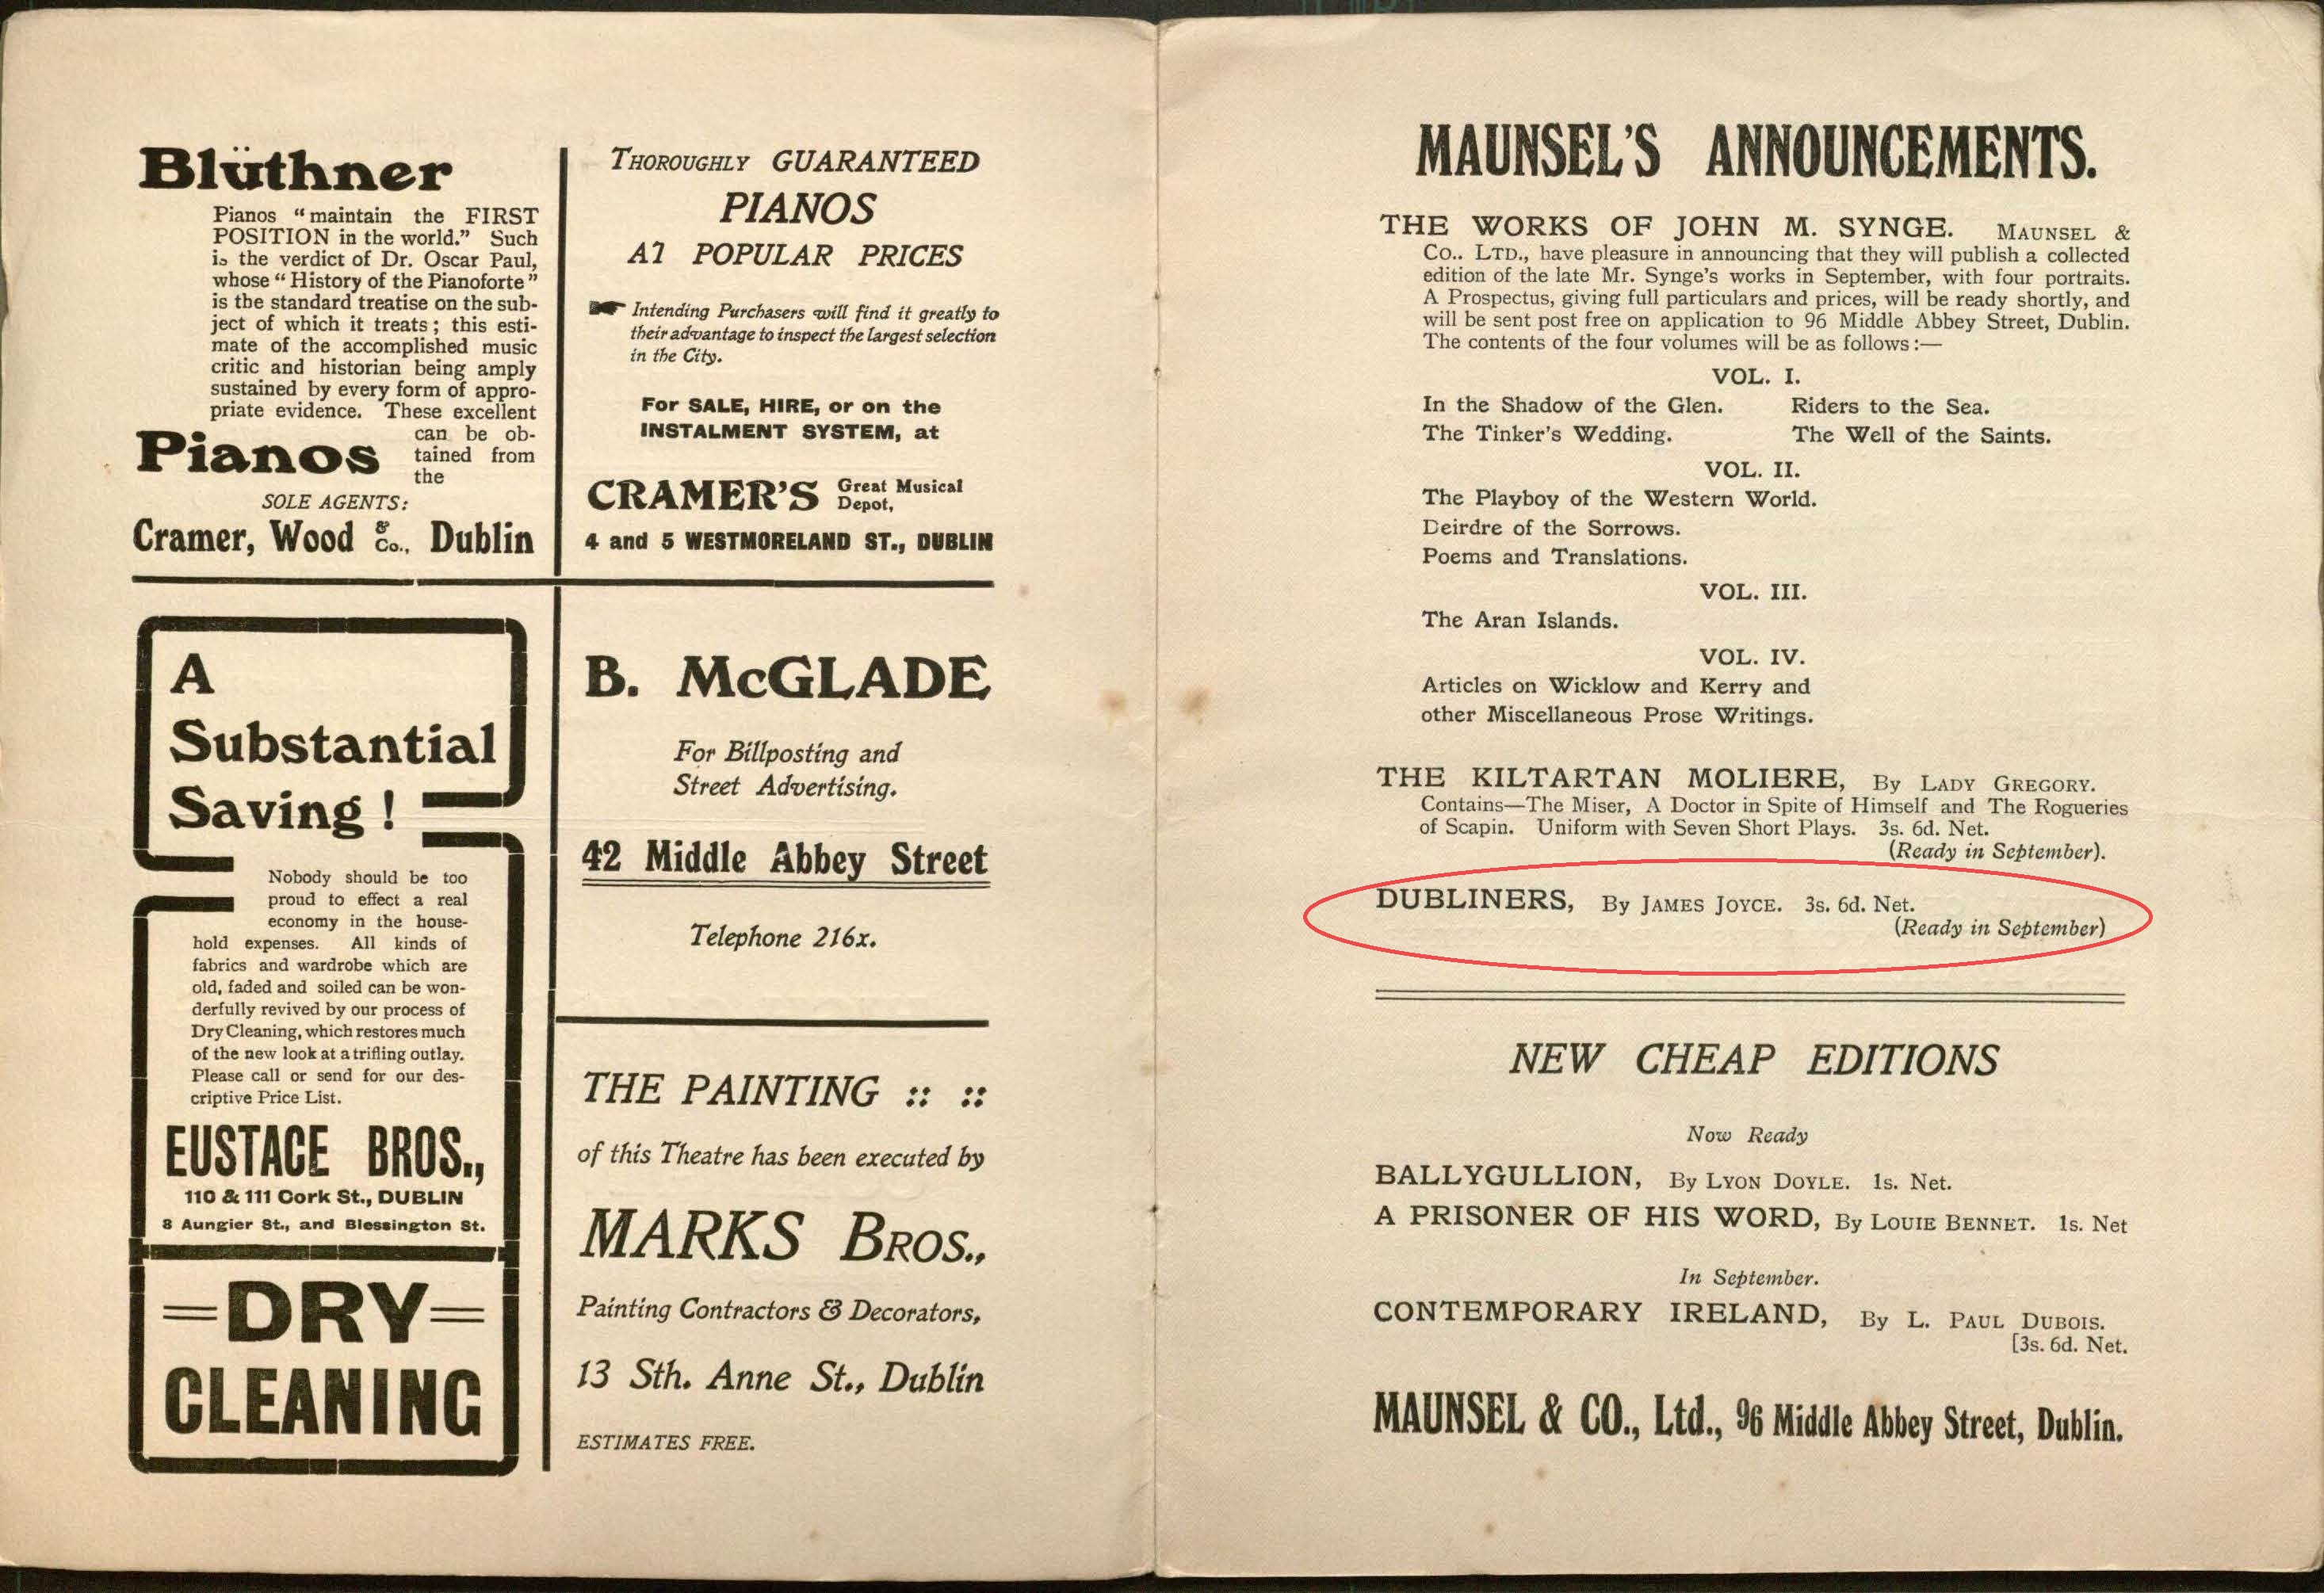 Blüthner
Pianos “maintain the FIRST
POSITION in the world.” Such
is the verdict of Dr. Oscar Paul,
whose “History of the Pianoforte”
is the standard treatise on the sub-
ject of which it treats; this esti-
mate of the accomplished music
critic and historian being amply
sustained by every form of appro-
priate evidence. These excellent
Pianos can be ob-
tained from
the
SOLE AGENTS:
Cramer, Wood & Co., Dublin
THOROUGHLY GUARANTEED
PIANOS
AT POPULAR PRICES
Intending Purchasers will find it greatly to
their advantage to inspect the largest selection
in the City.
For SALE, HIRE, or on the
INSTALMENT SYSTEM, at
CRAMER'S Great Musical
Depot,
4 and 5 WESTMORELAND ST., DUBLIN
A
Substantial
Saving!
Nobody should be too
proud to effect a real
economy in the house-
hold expenses. All kinds of
fabrics and wardrobe which are
old, faded and soiled can be won-
derfully revived by our process of
Dry Cleaning, which restores much
of the new look at a trifling outlay.
Please call or send for our des-
criptive Price List.
EUSTACE BROS.,
110 & 111 Cork St., DUBLIN
8 Aungier St., and Blessington St.
=DRY=
CLEANING
B. McGLADE
For Billposting and
Street Advertising.
42 Middle Abbey Street
Telephone 216x.
THE PAINTING :: ::
of this Theatre has been executed by
MARKS BROS.,
Painting Contractors & Decorators,
13 Sth. Anne St., Dublin
ESTIMATES FREE.
MAUNSEL'S ANNOUNCEMENTS.
THE WORKS OF JOHN M. SYNGE. MAUNSEL &
Co.. LTD., have pleasure in announcing that they will publish a collected
edition of the late Mr. Synge's works in September, with four portraits.
A Prospectus, giving full particulars and prices, will be ready shortly, and
will be sent post free on application to 96 Middle Abbey Street, Dublin.
The contents of the four volumes will be as follows:—
VOL. I.
In the Shadow of the Glen. Riders to the Sea.
The Tinker's Wedding. The Well of the Saints.
VOL. II.
The Playboy of the Western World.
Deirdre of the Sorrows.
Poems and Translations.
VOL. III.
The Aran Islands.
VOL. IV.
Articles on Wicklow and Kerry and
other Miscellaneous Prose Writings.
THE KILTARTAN MOLIERE, By LADY GREGORY.
Contains—The Miser, A Doctor in Spite of Himself and The Rogueries
of Scapin. Uniform with Seven Short Plays. 3s. 6d. Net.
(Ready in September).
DUBLINERS, By JAMES JOYCE. 3s. 6d. Net.
(Ready in September)
NEW CHEAP EDITIONS
Now Ready
BALLYGULLION, By LYON DOYLE. 1s. Net.
A PRISONER OF HIS WORD, By LOUIE BENNET. 1s. Net
In September.
CONTEMPORARY IRELAND, By L. PAUL DUBOIS.
[3s. 6d. Net.
MAUNSEL & CO., Ltd., 96 Middle Abbey Street, Dublin.